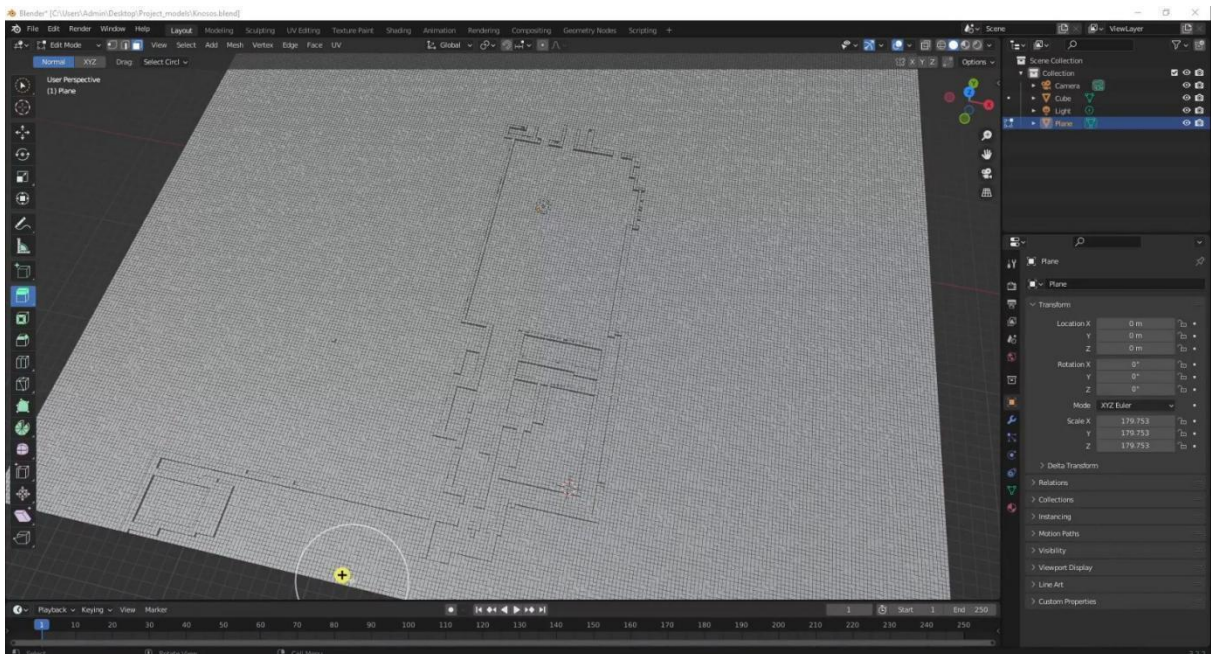 Blender* [C:\Users\Admin\Desktop\Project_models\Knosos.blend]
File Edit Render Window Help Layout Modeling Sculpting UV Editing Texture Paint Shading Animation Rendering Compositing Geometry Nodes Scripting + Scene ViewLayer
Edit Mode View Select Add Mesh Vertex Edge Face UV Global
Normal XYZ Drag: Select Circl X Y Z Options
User Perspective
(1) Plane
Scene Collection
Collection
Camera
Cube
Light
Plane
Plane
Plane
Transform
Location X 0 m
Y 0 m
Z 0 m
Rotation X 0°
Y 0°
Z 0°
Mode XYZ Euler
Scale X 179.753
Y 179.753
Z 179.753
Delta Transform
Relations
Collections
Instancing
Motion Paths
Visibility
Viewport Display
Line Art
Custom Properties
Playback Keying View Marker 1 Start 1 End 250
1 10 20 30 40 50 60 70 80 90 100 110 120 130 140 150 160 170 180 190 200 210 220 230 240 250
Select Rotate View Call Menu